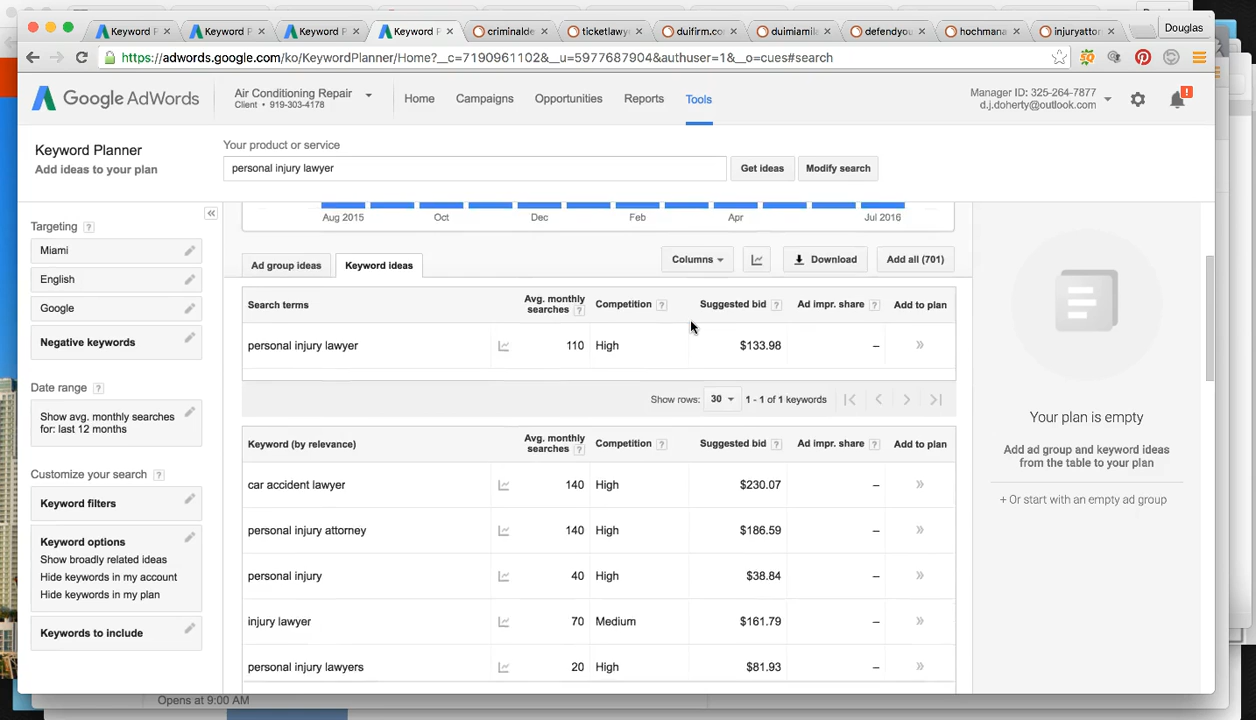 Keyword P
Keyword P
Keyword P
Keyword P
criminalde
ticketlawy
duifirm.co
duimiamil
defendyou
hochmana
injuryattor
Douglas
https://adwords.google.com/ko/KeywordPlanner/Home?__c=7190961102&__u=5977687904&authuser=1&__o=cues#search
Google AdWords
Air Conditioning Repair
Client • 919-303-4178
Home
Campaigns
Opportunities
Reports
Tools
Manager ID: 325-264-7877
d.j.doherty@outlook.com
!
Keyword Planner
Add ideas to your plan
Your product or service
personal injury lawyer
Get ideas
Modify search
«
Targeting ?
Miami
English
Google
Negative keywords
Date range ?
Show avg. monthly searches
for: last 12 months
Customize your search ?
Keyword filters
Keyword options
Show broadly related ideas
Hide keywords in my account
Hide keywords in my plan
Keywords to include
Aug 2015 Oct Dec Feb Apr Jul 2016
Ad group ideas
Keyword ideas
Columns
Download
Add all (701)
Search terms Avg. monthly searches ? Competition ? Suggested bid ? Ad impr. share ? Add to plan
personal injury lawyer 110 High $133.98 – »
Show rows: 30 1 - 1 of 1 keywords
Keyword (by relevance) Avg. monthly searches ? Competition ? Suggested bid ? Ad impr. share ? Add to plan
car accident lawyer 140 High $230.07 – »
personal injury attorney 140 High $186.59 – »
personal injury 40 High $38.84 – »
injury lawyer 70 Medium $161.79 – »
personal injury lawyers 20 High $81.93 – »
Your plan is empty
Add ad group and keyword ideas
from the table to your plan
+ Or start with an empty ad group
Opens at 9:00 AM